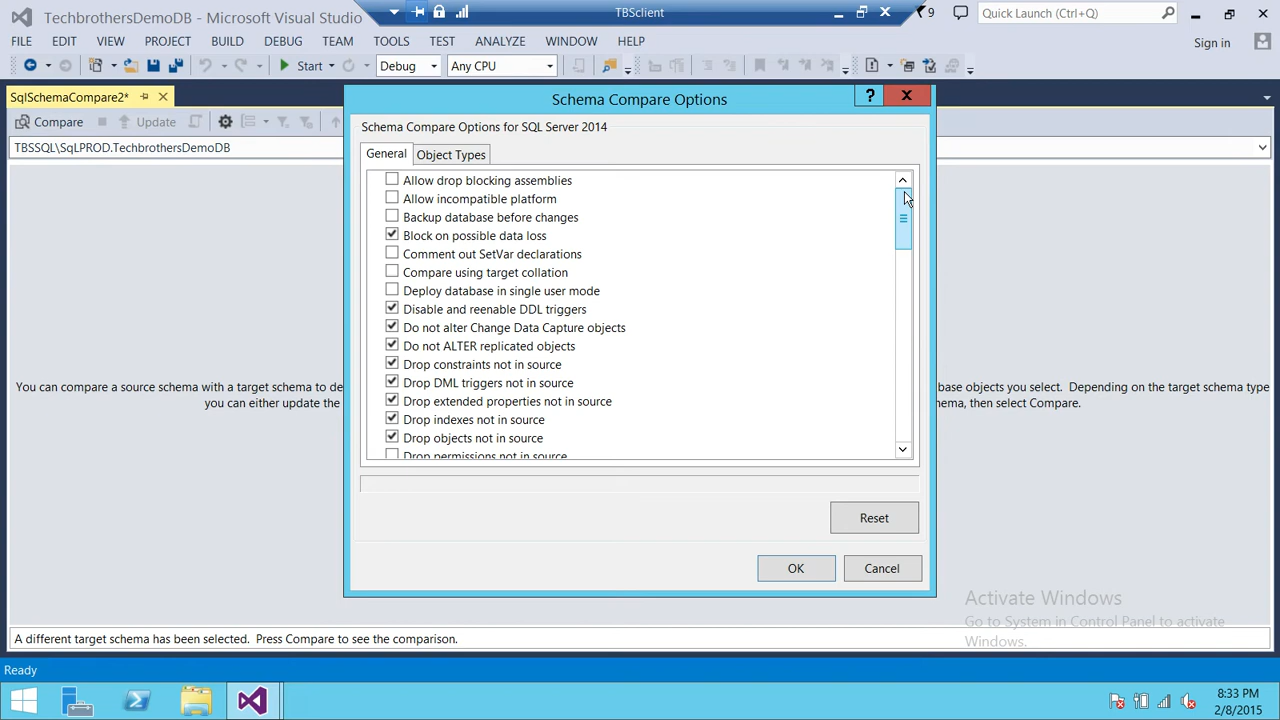 TechbrothersDemoDB - Microsoft Visual Studio
TBSclient
9
Quick Launch (Ctrl+Q)
FILE EDIT VIEW PROJECT BUILD DEBUG TEAM TOOLS TEST ANALYZE WINDOW HELP
Sign in
Start Debug Any CPU
SqlSchemaCompare2*
Schema Compare Options
?
Compare Update
Schema Compare Options for SQL Server 2014
TBSSQL\SqLPROD.TechbrothersDemoDB
General Object Types
Allow drop blocking assemblies
Allow incompatible platform
Backup database before changes
Block on possible data loss
Comment out SetVar declarations
Compare using target collation
Deploy database in single user mode
Disable and reenable DDL triggers
Do not alter Change Data Capture objects
Do not ALTER replicated objects
Drop constraints not in source
Drop DML triggers not in source
Drop extended properties not in source
Drop indexes not in source
Drop objects not in source
Drop permissions not in source
You can compare a source schema with a target schema to de
base objects you select. Depending on the target schema type
you can either update the
ema, then select Compare.
Reset
OK Cancel
Activate Windows
Go to System in Control Panel to activate
Windows.
A different target schema has been selected. Press Compare to see the comparison.
Ready
8:33 PM
2/8/2015